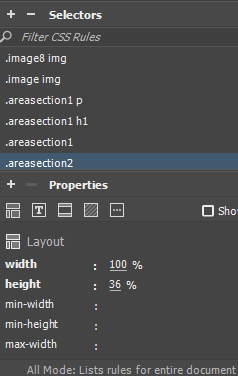 Selectors
Filter CSS Rules
.image8 img
.image img
.areasection1 p
.areasection1 h1
.areasection1
.areasection2
Properties
T
Layout
width : 100 %
height : 36 %
min-width :
min-height :
max-width :
All Mode: Lists rules for entire document